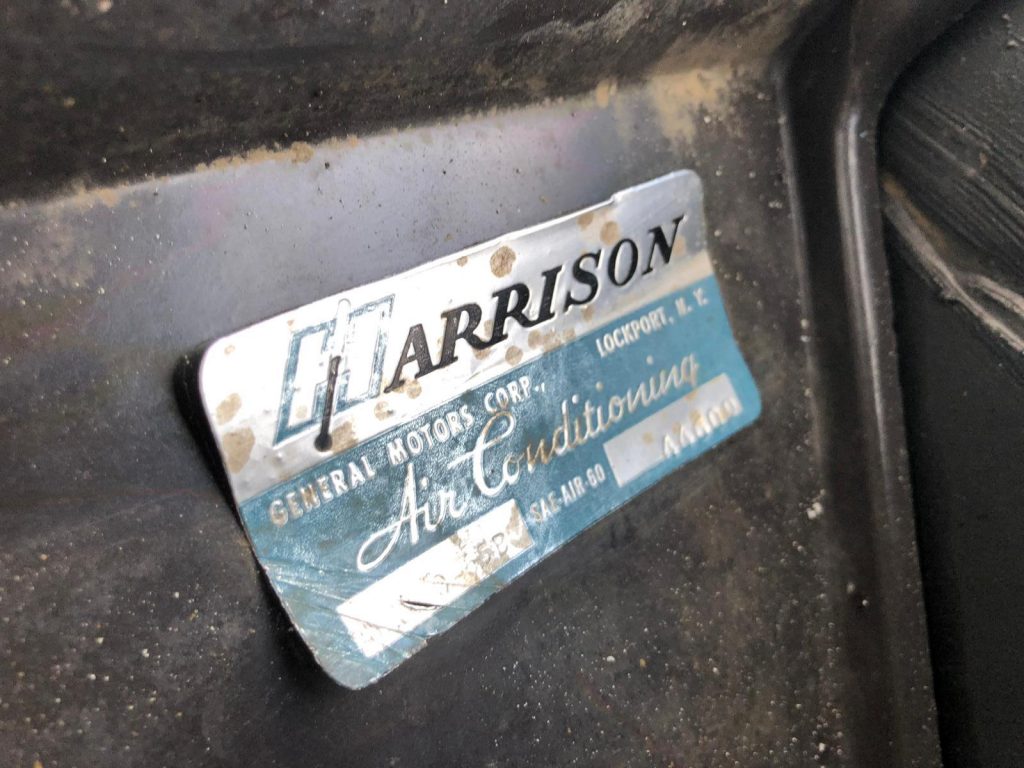 HARRISON
GENERAL MOTORS CORP., LOCKPORT, N. Y.
Air Conditioning
SAE-AIR-60